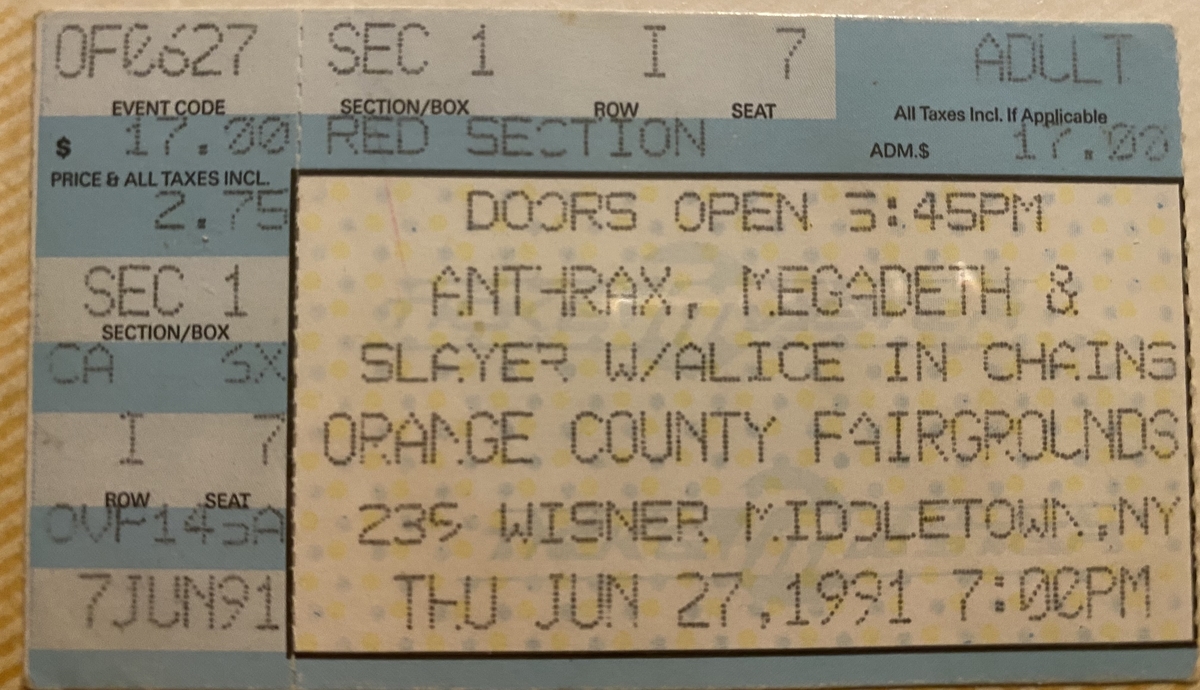 OF0627 SEC 1 I 7 ADULT
EVENT CODE SECTION/BOX ROW SEAT All Taxes Incl. If Applicable
$ 17.00 RED SECTION ADM.$ 17.00
PRICE & ALL TAXES INCL.
2.75 DOORS OPEN 3:45PM
SEC 1 ANTHRAX, MEGADETH &
SECTION/BOX
CA SX SLAYER W/ALICE IN CHAINS
I 7 ORANGE COUNTY FAIRGROUNDS
ROW SEAT
OVP145A 239 WISNER MIDDLETOWN,NY
7JUN91 THU JUN 27,1991 7:00PM